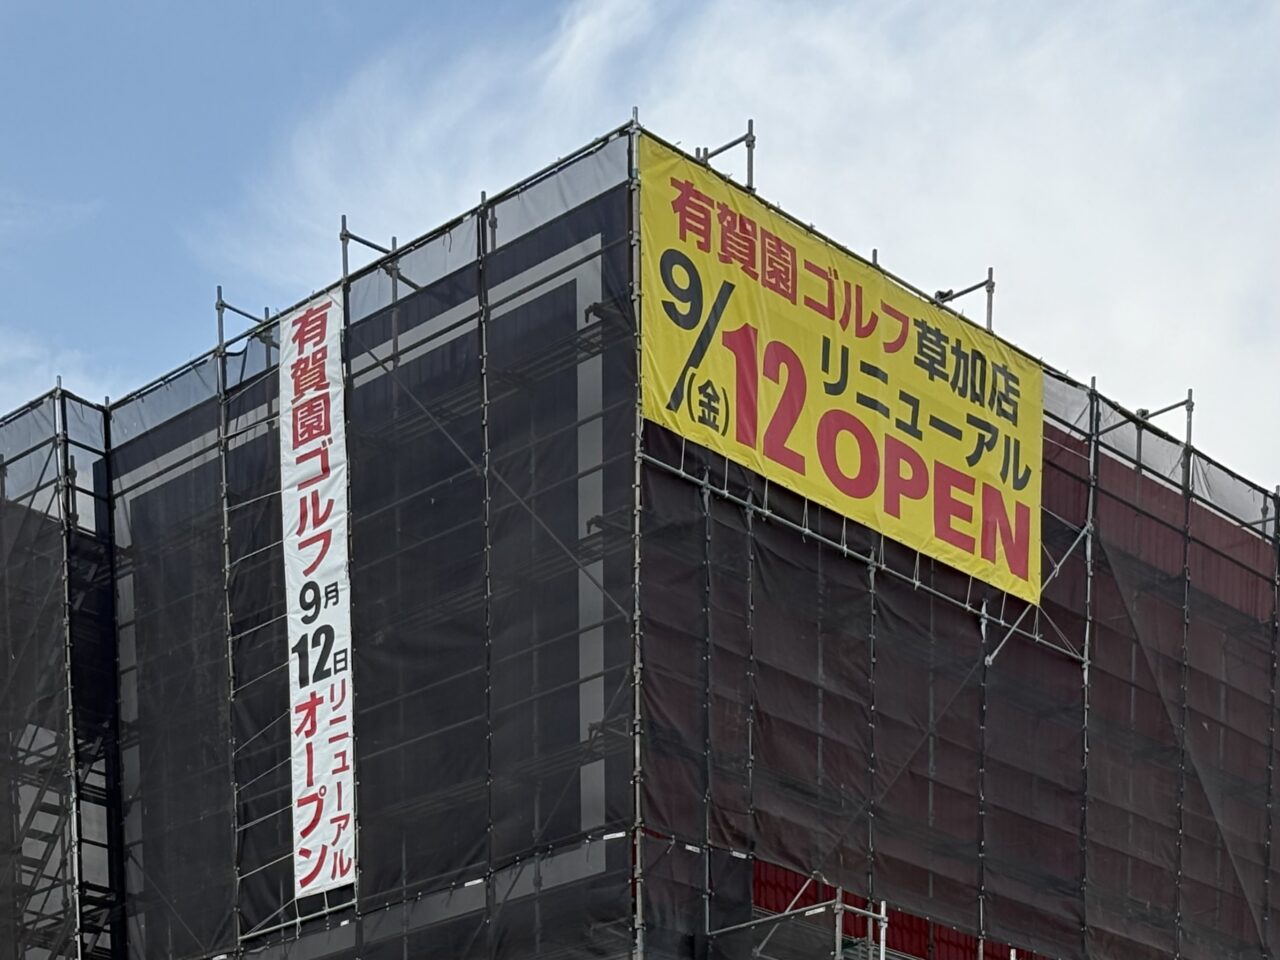 有賀園ゴルフ
9月
12日
リニューアル
オープン
有賀園ゴルフ草加店
9/12(金)
リニューアル
OPEN